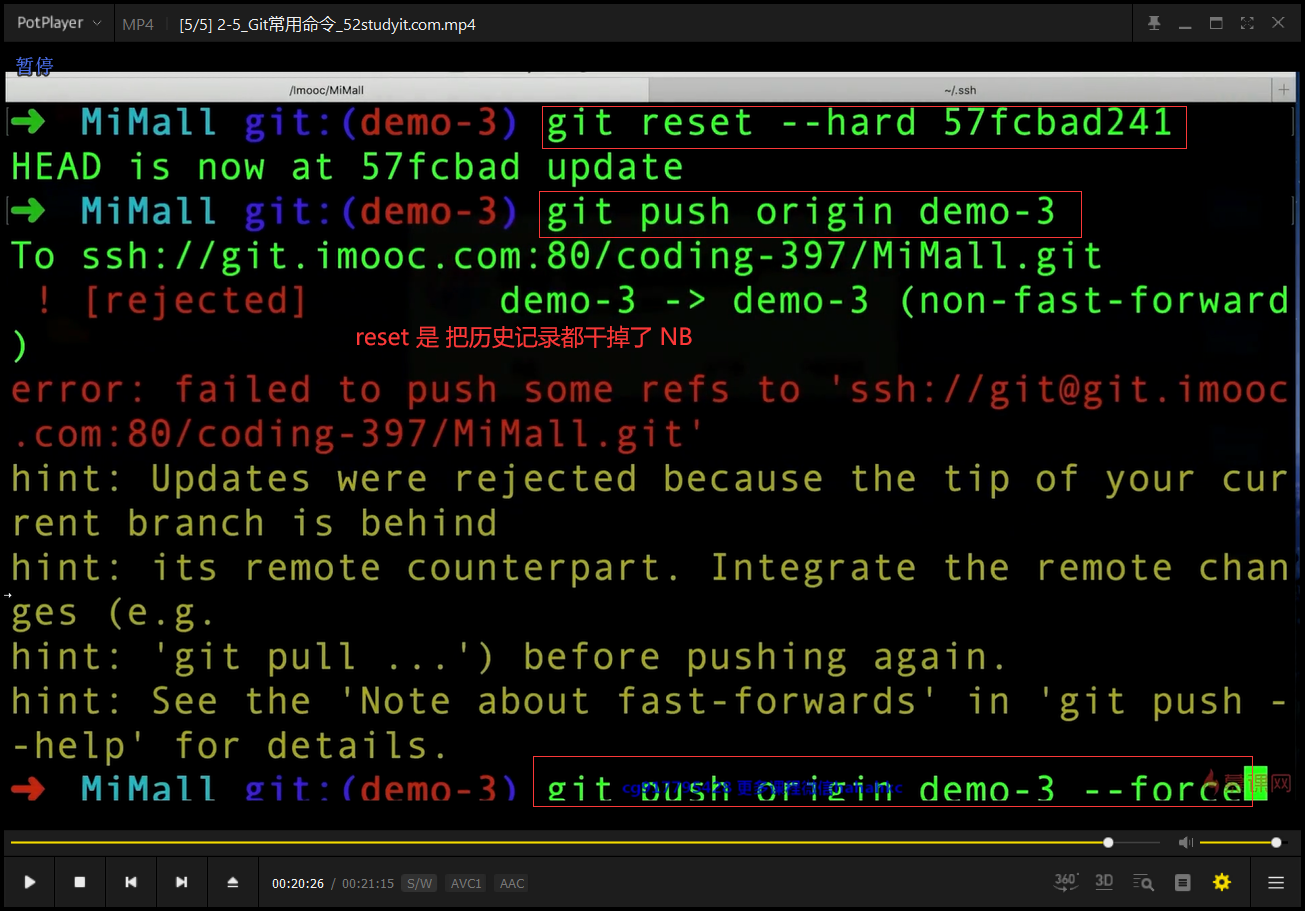 PotPlayer MP4 [5/5] 2-5_Git常用命令_52studyit.com.mp4
暂停
/Imooc/MiMall ~/.ssh
➜ MiMall git:(demo-3) git reset --hard 57fcbad241
HEAD is now at 57fcbad update
➜ MiMall git:(demo-3) git push origin demo-3
To ssh://git.imooc.com:80/coding-397/MiMall.git
! [rejected] demo-3 -> demo-3 (non-fast-forward
)
reset 是 把历史记录都干掉了 NB
error: failed to push some refs to 'ssh://git@git.imooc
.com:80/coding-397/MiMall.git'
hint: Updates were rejected because the tip of your cur
rent branch is behind
hint: its remote counterpart. Integrate the remote chan
ges (e.g.
hint: 'git pull ...') before pushing again.
hint: See the 'Note about fast-forwards' in 'git push -
-help' for details.
➜ MiMall git:(demo-3) git push origin demo-3 --force
慕课网
00:20:26 / 00:21:15 S/W AVC1 AAC
360° 3D